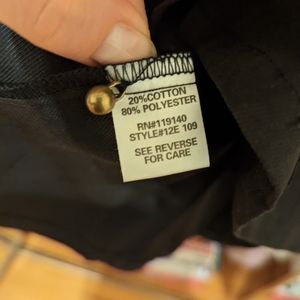 20%COTTON
80% POLYESTER
RN#119140
STYLE#12E 109
SEE REVERSE
FOR CARE